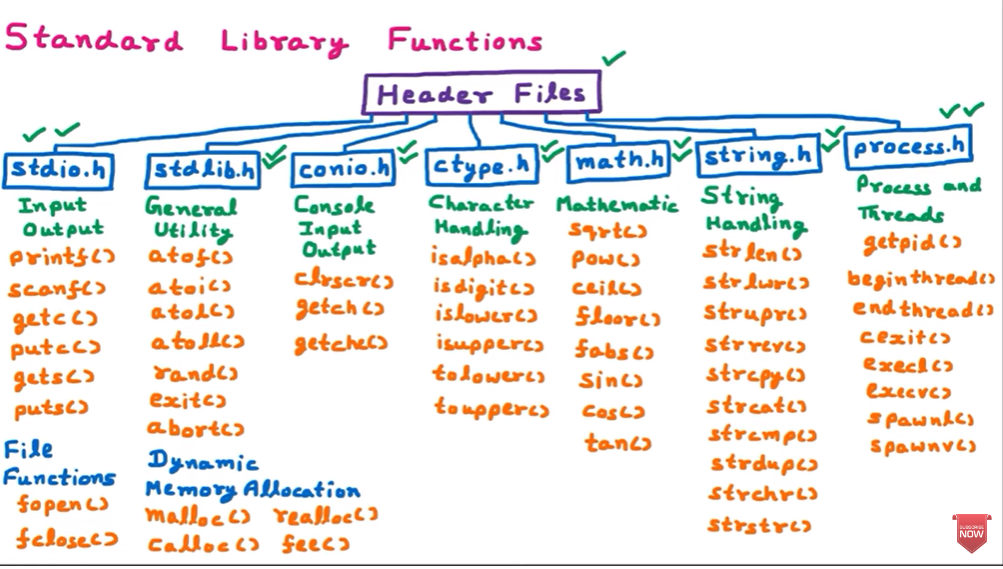 Standard Library Functions
Header Files
stdio.h
Input
Output
printf()
scanf()
getc()
putc()
gets()
puts()
File
Functions
fopen()
fclose()
stdlib.h
General
Utility
atof()
atoi()
atol()
atoll()
rand()
exit()
abort()
Dynamic
Memory Allocation
malloc() realloc()
calloc() fee()
conio.h
Console
Input
Output
clrscr()
getch()
getche()
ctype.h
Character
Handling
isalpha()
isdigit()
islower()
isupper()
tolower()
toupper()
math.h
Mathematic
sqrt()
pow()
ceil()
floor()
fabs()
sin()
cos()
tan()
string.h
String
Handling
strlen()
strlwr()
strupr()
strrev()
strcpy()
strcat()
strcmp()
strdup()
strchr()
strstr()
process.h
Process and
Threads
getpid()
beginthread()
endthread()
cexit()
execl()
execv()
spawnl()
spawnv()
SUBSCRIBE
NOW